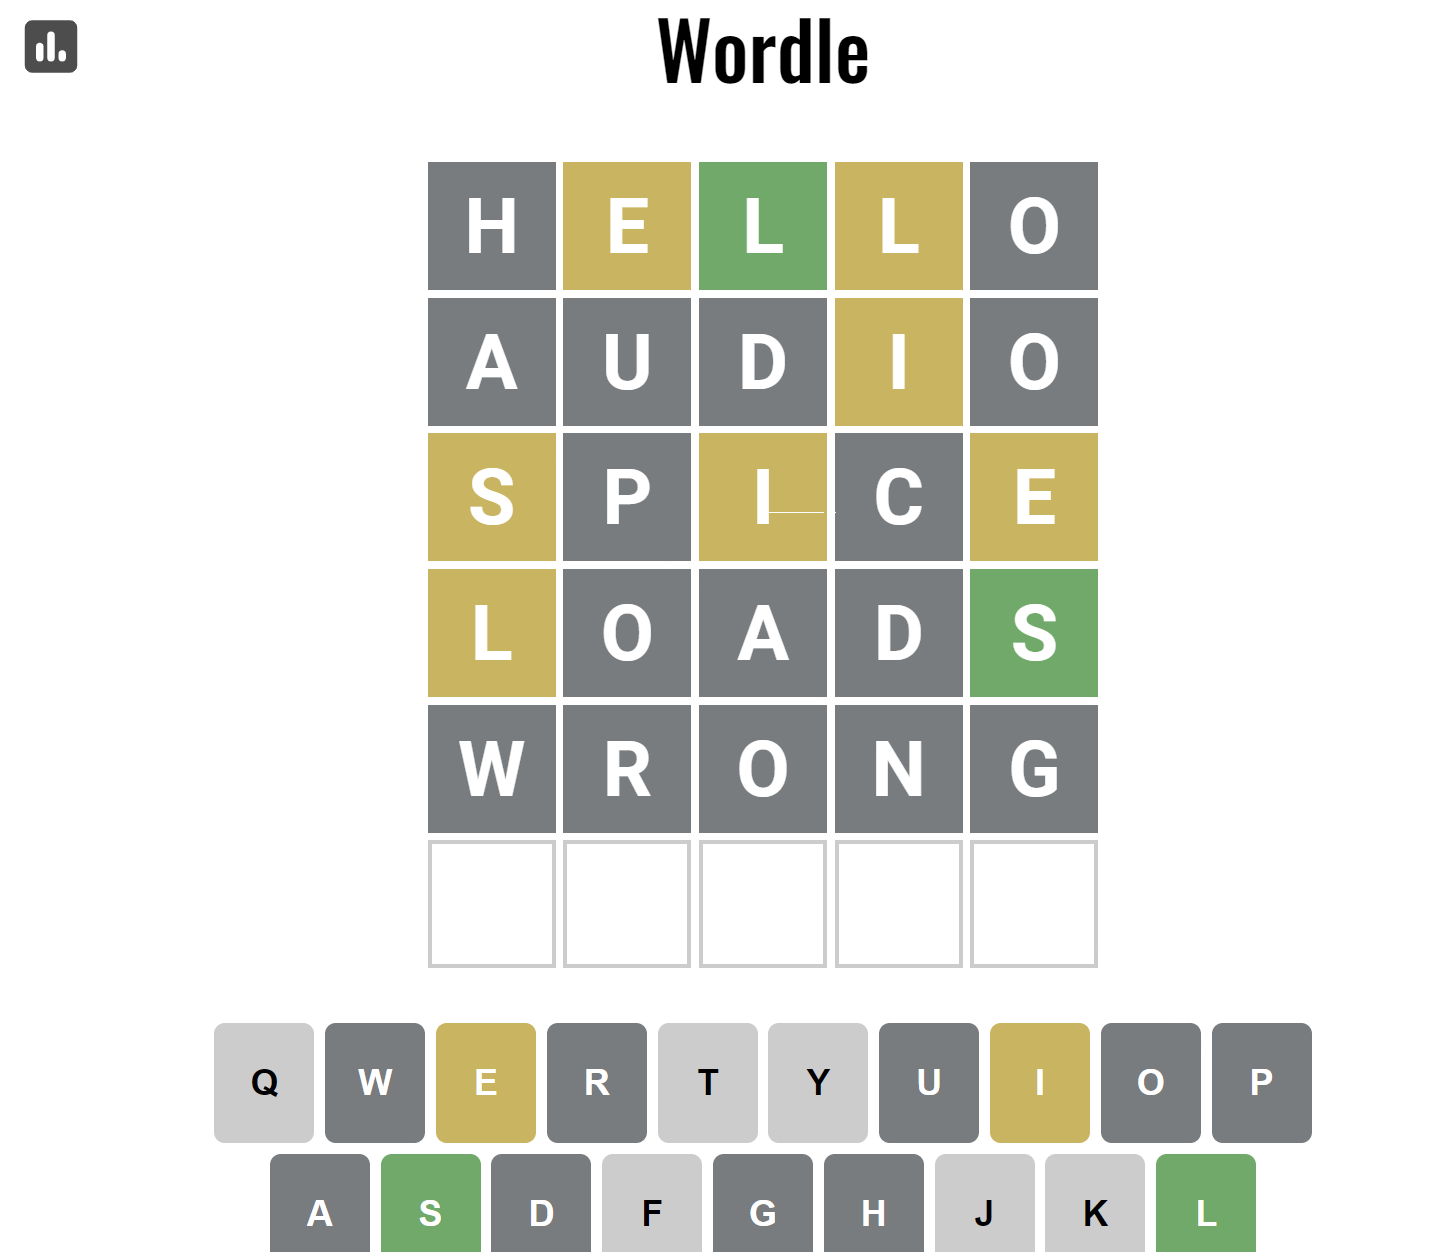 Wordle
H E L L O
A U D I O
S P I C E
L O A D S
W R O N G
Q W E R T Y U I O P
A S D F G H J K L